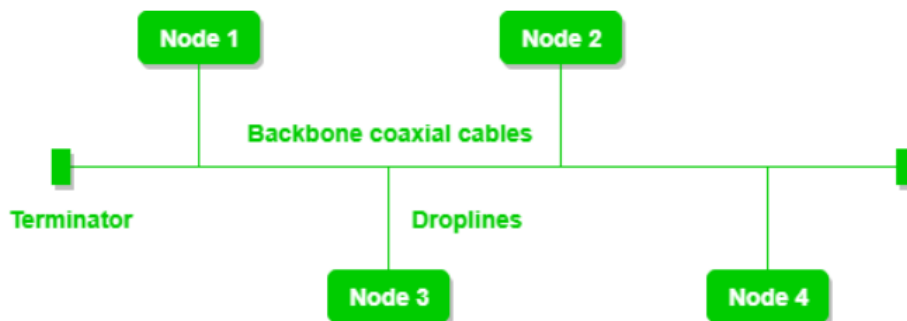 Node 1
Node 2
Backbone coaxial cables
Terminator
Droplines
Node 3
Node 4